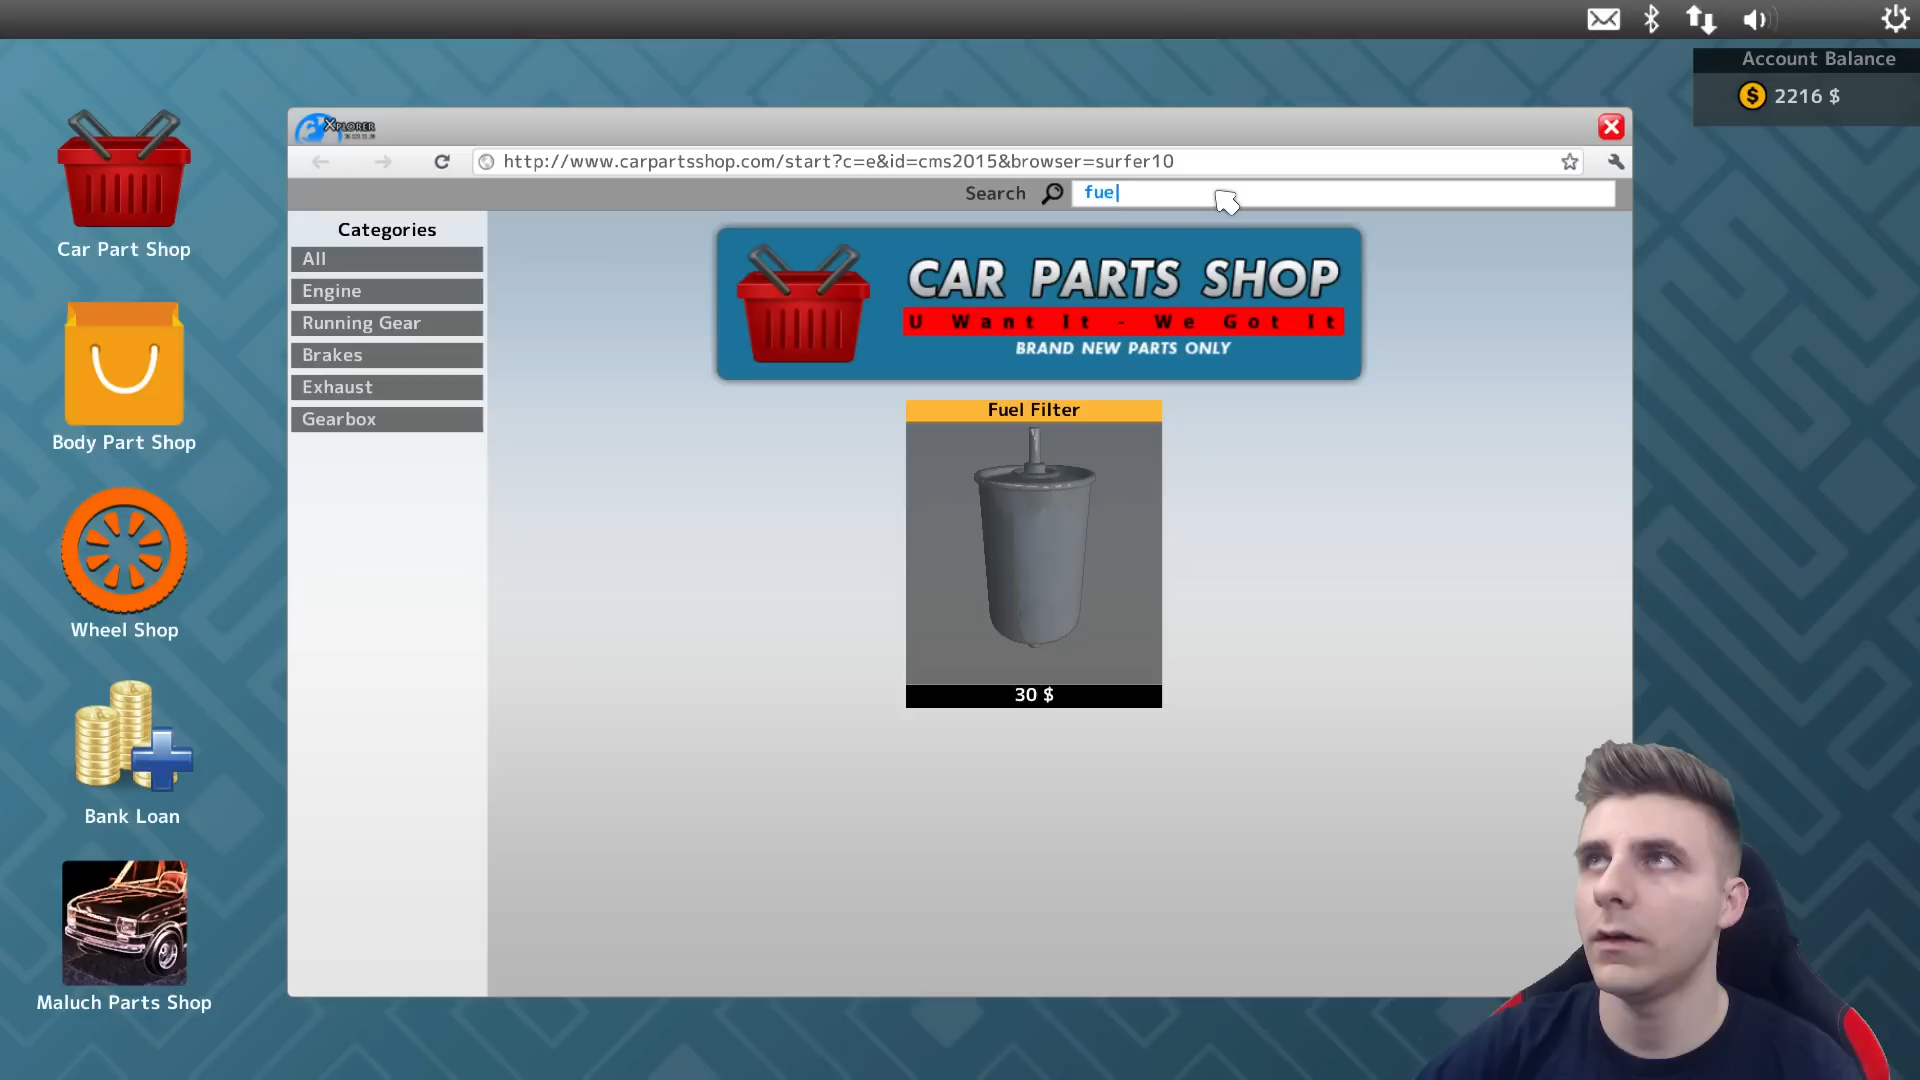 Account Balance
2216 $
Car Part Shop
Body Part Shop
Wheel Shop
Bank Loan
Maluch Parts Shop
XPLORER
http://www.carpartsshop.com/start?c=e&id=cms2015&browser=surfer10
Search
fue
Categories
All
Engine
Running Gear
Brakes
Exhaust
Gearbox
CAR PARTS SHOP
U Want It - We Got It
BRAND NEW PARTS ONLY
Fuel Filter
30 $